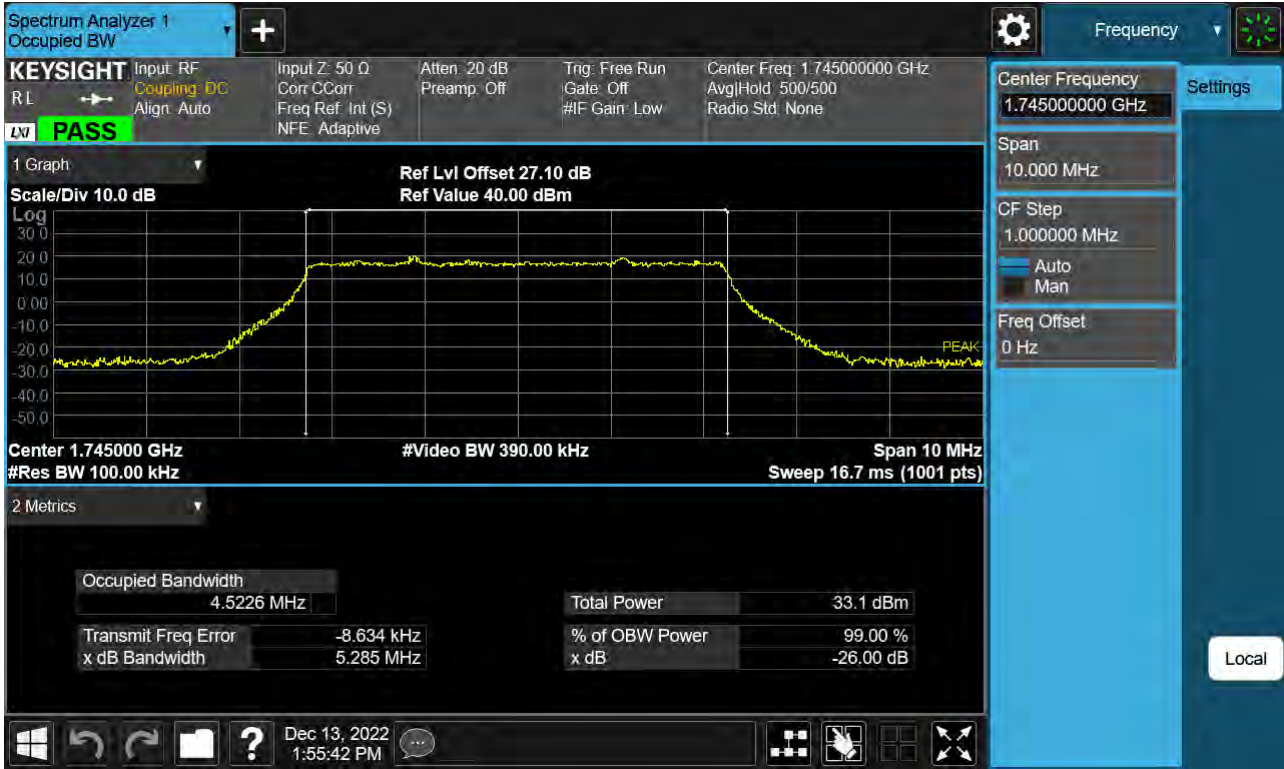 Spectrum Analyzer 1
Occupied BW
+
Frequency
KEYSIGHT
R L
LXI
PASS
Input: RF
Coupling: DC
Align: Auto
Input Z: 50 Ω
Corr CCorr
Freq Ref: Int (S)
NFE: Adaptive
Atten: 20 dB
Preamp: Off
Trig: Free Run
Gate: Off
#IF Gain: Low
Center Freq: 1.745000000 GHz
Avg|Hold: 500/500
Radio Std: None
Center Frequency
1.745000000 GHz
Settings
Span
10.000 MHz
CF Step
1.000000 MHz
Auto
Man
Freq Offset
0 Hz
Local
1 Graph
Scale/Div 10.0 dB
Ref Lvl Offset 27.10 dB
Ref Value 40.00 dBm
Log
30.0
20.0
10.0
0.00
-10.0
-20.0
-30.0
-40.0
-50.0
PEAK
Center 1.745000 GHz
#Video BW 390.00 kHz
Span 10 MHz
#Res BW 100.00 kHz
Sweep 16.7 ms (1001 pts)
2 Metrics
Occupied Bandwidth
4.5226 MHz
Total Power 33.1 dBm
Transmit Freq Error -8.634 kHz
% of OBW Power 99.00 %
x dB Bandwidth 5.285 MHz
x dB -26.00 dB
?
Dec 13, 2022
1:55:42 PM